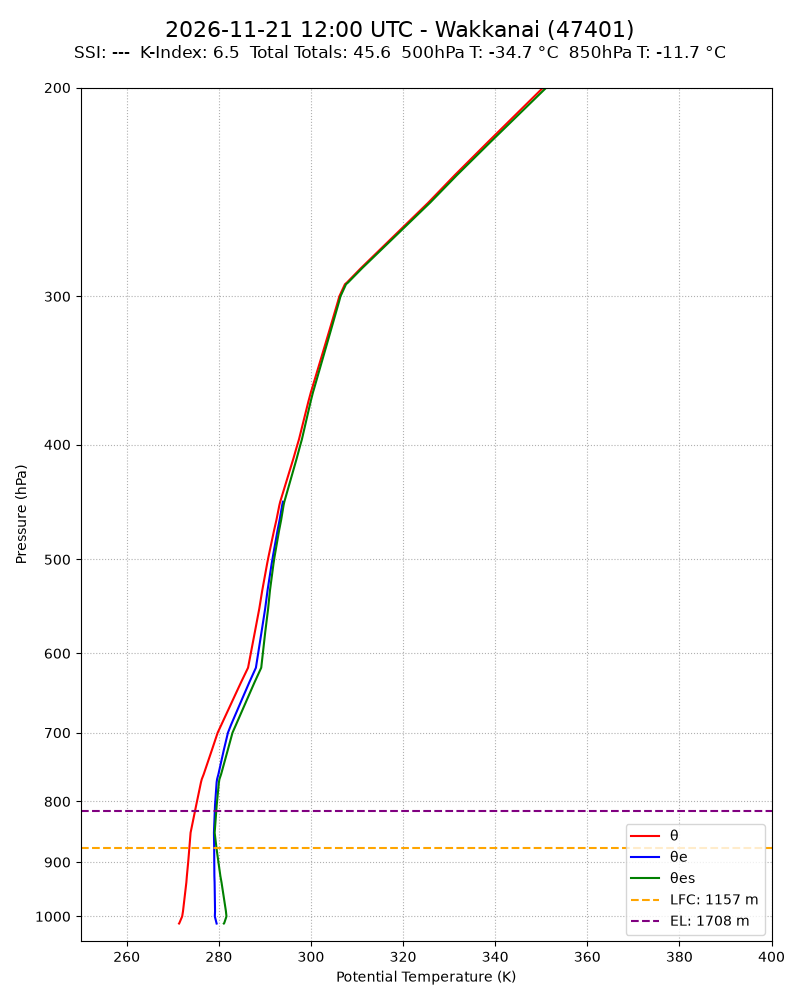 2026-11-21 12:00 UTC - Wakkanai (47401)
SSI: --- K-Index: 6.5 Total Totals: 45.6 500hPa T: -34.7 °C 850hPa T: -11.7 °C
200
300
400
500
600
700
800
900
1000
Pressure (hPa)
θ
θe
θes
LFC: 1157 m
EL: 1708 m
260
280
300
320
340
360
380
400
Potential Temperature (K)